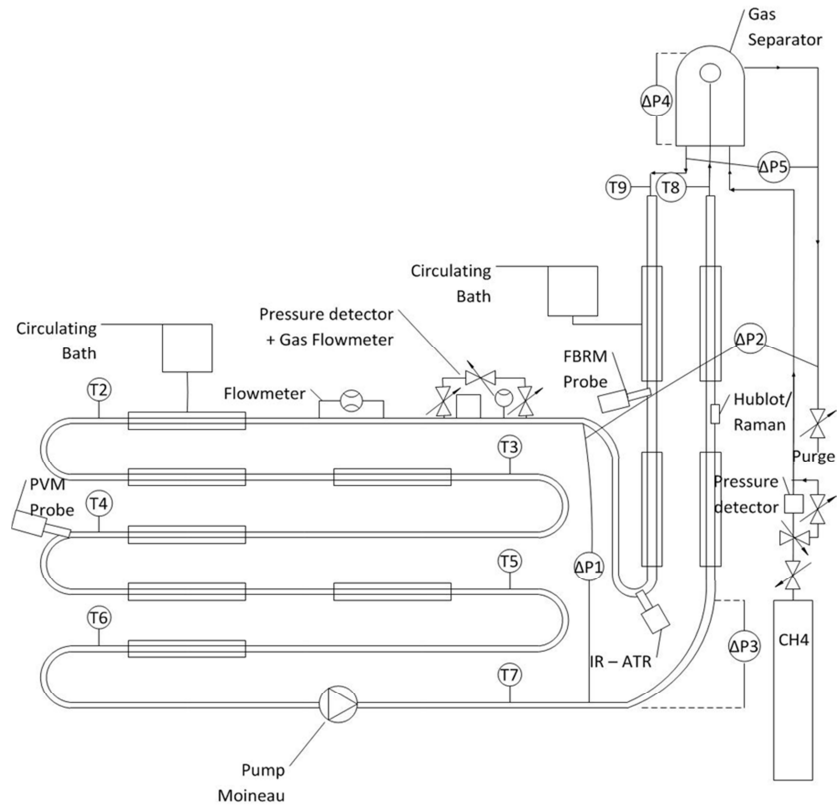 Gas
Separator
ΔP4
ΔP5
T9
T8
Circulating
Bath
Pressure detector
+ Gas Flowmeter
Circulating
Bath
ΔP2
FBRM
Probe
T2
Flowmeter
Hublot/
Raman
T3
Purge
PVM
Probe
T4
Pressure
detector
T5
ΔP1
T6
IR – ATR
ΔP3
CH4
T7
Pump
Moineau